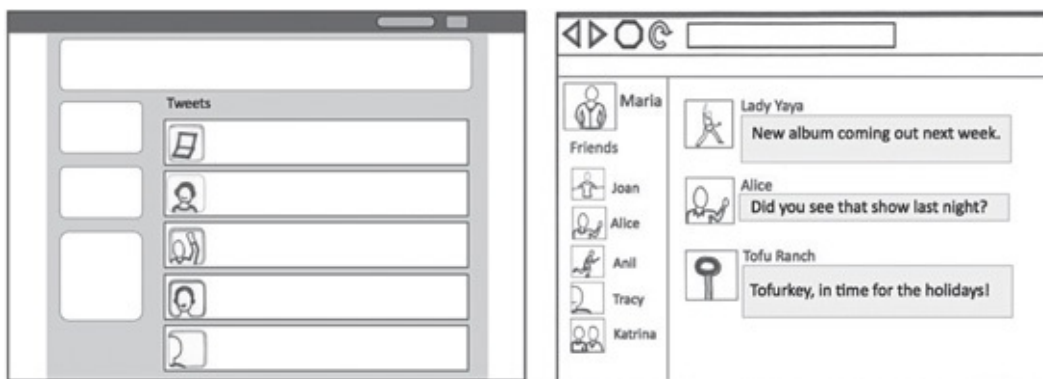 Tweets
Maria
Friends
Joan
Alice
Anil
Tracy
Katrina
Lady Yaya
New album coming out next week.
Alice
Did you see that show last night?
Tofu Ranch
Tofurkey, in time for the holidays!